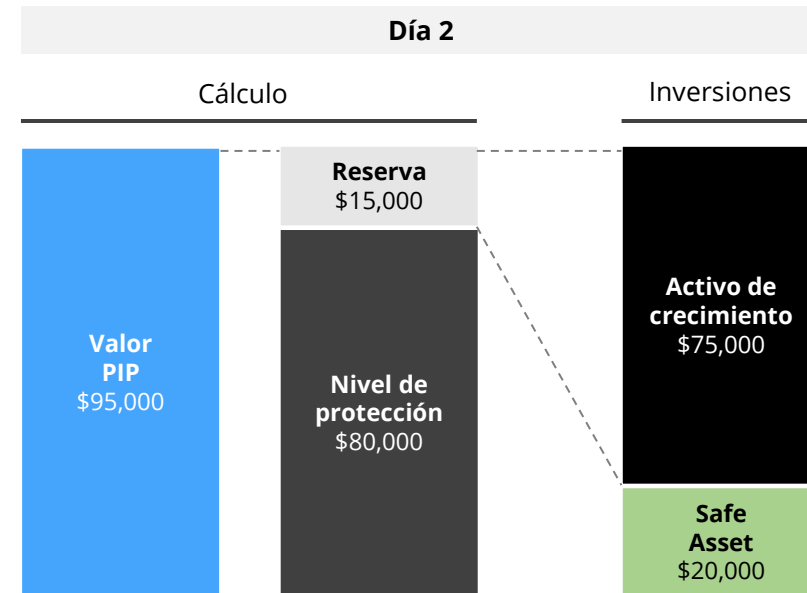 Día 2
Cálculo
Inversiones
Valor
PIP
$95,000
Reserva
$15,000
Nivel de
protección
$80,000
Activo de
crecimiento
$75,000
Safe
Asset
$20,000